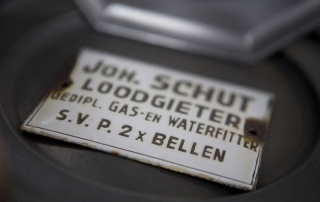 JOH. SCHUT
LOODGIETER
GEDIPL. GAS- EN WATERFITTER
S.V.P. 2 x BELLEN